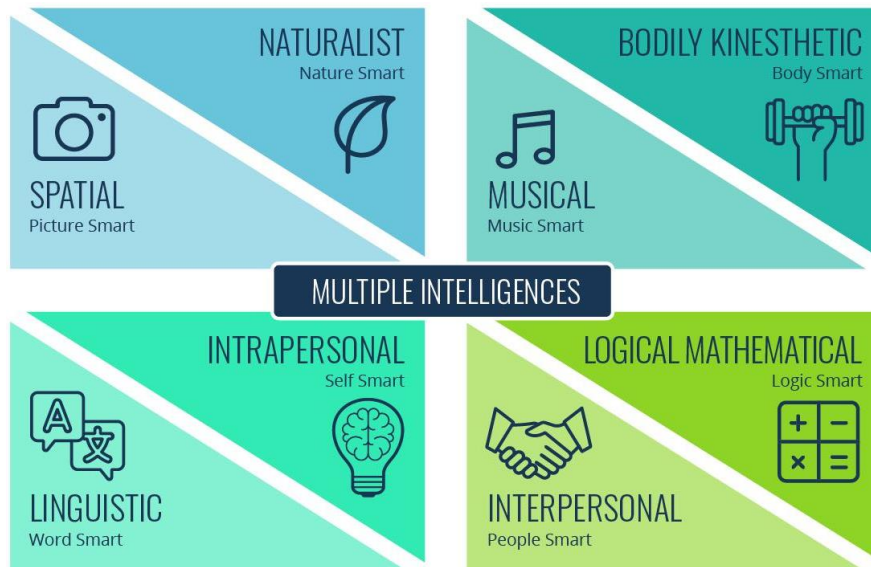 NATURALIST
Nature Smart
SPATIAL
Picture Smart
BODILY KINESTHETIC
Body Smart
MUSICAL
Music Smart
MULTIPLE INTELLIGENCES
INTRAPERSONAL
Self Smart
A
文
LINGUISTIC
Word Smart
LOGICAL MATHEMATICAL
Logic Smart
+ −
× =
INTERPERSONAL
People Smart